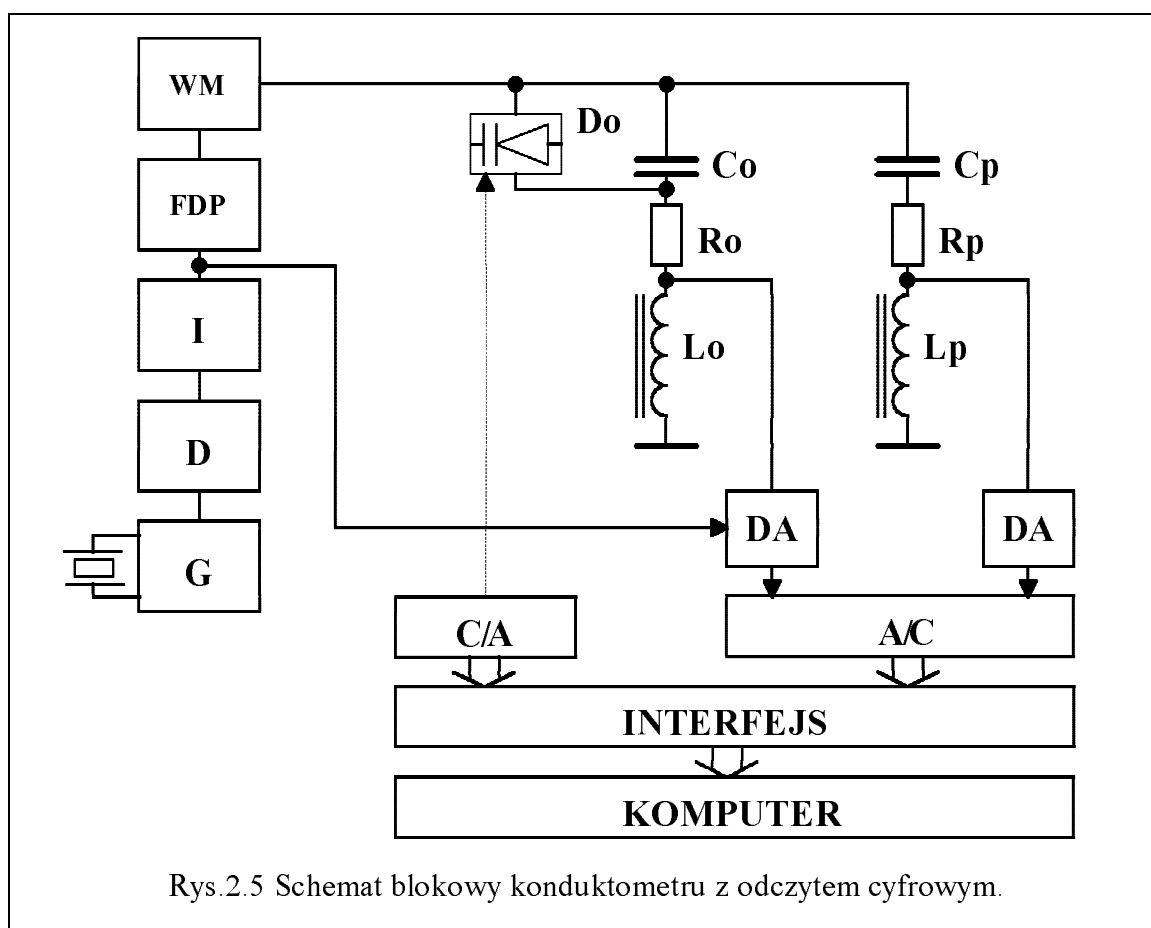 WM
Do
Co
Cp
FDP
Ro
Rp
I
Lo
Lp
D
DA
DA
G
C/A
A/C
INTERFEJS
KOMPUTER
Rys.2.5 Schemat blokowy konduktometru z odczytem cyfrowym.